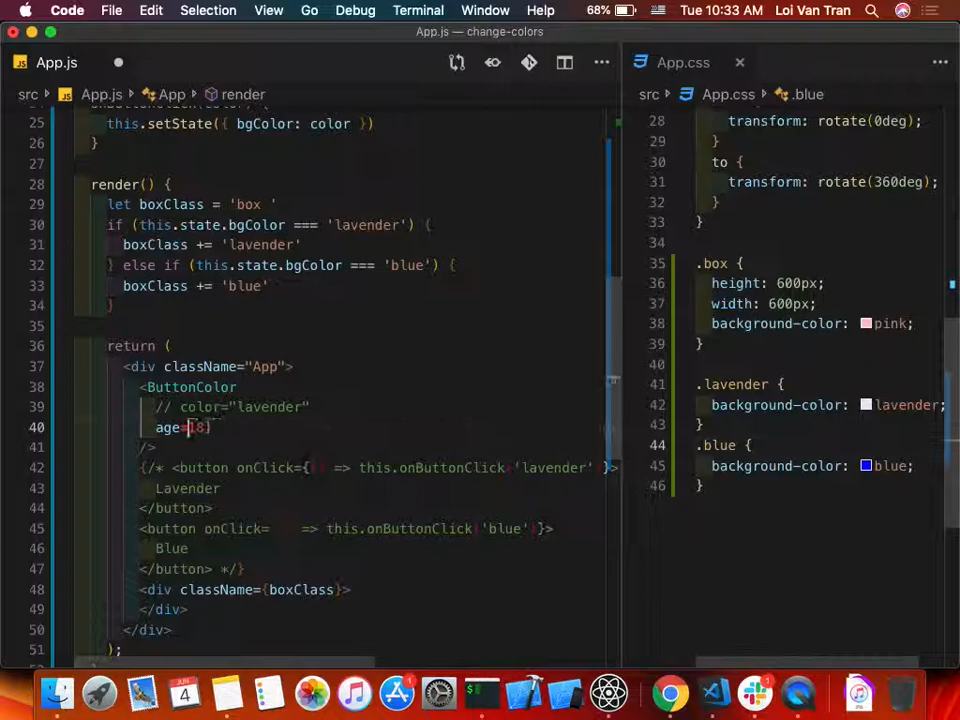 Code File Edit Selection View Go Debug Terminal Window Help 68% Tue 10:33 AM Loi Van Tran
App.js — change-colors
JS App.js
src > JS App.js > App > render
25 this.setState({ bgColor: color })
26 }
27
28 render() {
29 let boxClass = 'box '
30 if (this.state.bgColor === 'lavender') {
31 boxClass += 'lavender'
32 } else if (this.state.bgColor === 'blue') {
33 boxClass += 'blue'
34 }
35
36 return (
37 <div className="App">
38 <ButtonColor
39 // color="lavender"
40 age=18}
41 />
42 {/* <button onClick={ => this.onButtonClick 'lavender' }>
43 Lavender
44 </button>
45 <button onClick= => this.onButtonClick 'blue' }>
46 Blue
47 </button> */}
48 <div className={boxClass}>
49 </div>
50 </div>
51 );
App.css
src > App.css > .blue
28 transform: rotate(0deg);
29 }
30 to {
31 transform: rotate(360deg);
32 }
33 }
34
35 .box {
36 height: 600px;
37 width: 600px;
38 background-color: pink;
39 }
40
41 .lavender {
42 background-color: lavender;
43 }
44 .blue {
45 background-color: blue;
46 }
JUN
4
1
1